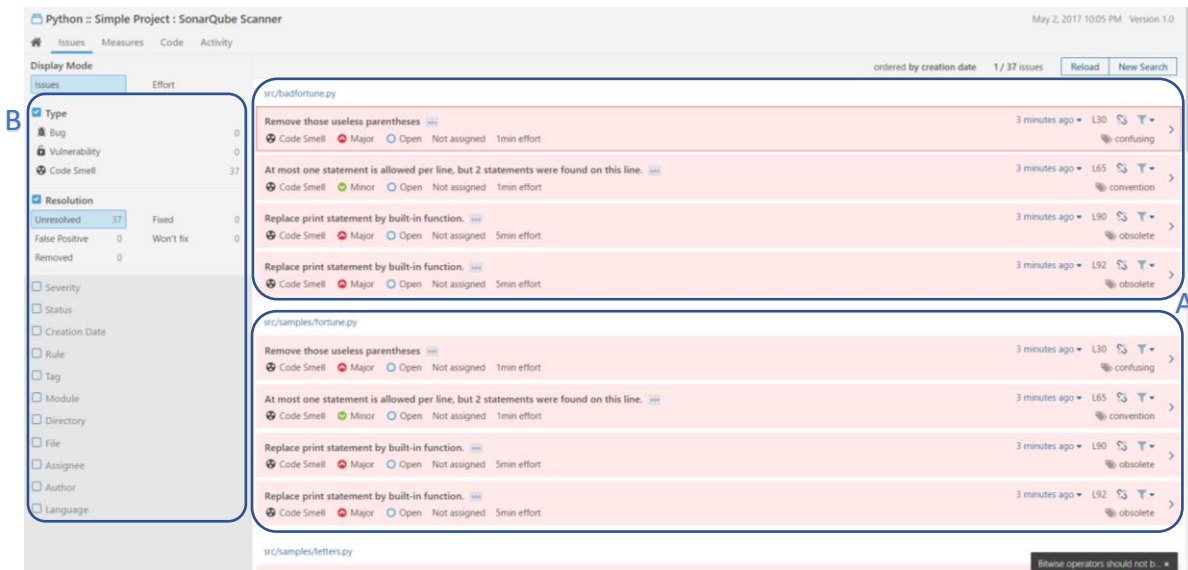 Python :: Simple Project : SonarQube Scanner
May 2, 2017 10:05 PM Version 1.0
Issues Measures Code Activity
Display Mode
Issues Effort
ordered by creation date 1 / 37 issues Reload New Search
B
Type
Bug 0
Vulnerability 0
Code Smell 37
Resolution
Unresolved 37 Fixed 0
False Positive 0 Won't fix 0
Removed 0
Severity
Status
Creation Date
Rule
Tag
Module
Directory
File
Assignee
Author
Language
A
src/badfortune.py
Remove those useless parentheses ... 3 minutes ago L30
Code Smell Major Open Not assigned 1min effort confusing
At most one statement is allowed per line, but 2 statements were found on this line. ... 3 minutes ago L65
Code Smell Minor Open Not assigned 1min effort convention
Replace print statement by built-in function. ... 3 minutes ago L90
Code Smell Major Open Not assigned 5min effort obsolete
Replace print statement by built-in function. ... 3 minutes ago L92
Code Smell Major Open Not assigned 5min effort obsolete
src/samples/fortune.py
Remove those useless parentheses ... 3 minutes ago L30
Code Smell Major Open Not assigned 1min effort confusing
At most one statement is allowed per line, but 2 statements were found on this line. ... 3 minutes ago L65
Code Smell Minor Open Not assigned 1min effort convention
Replace print statement by built-in function. ... 3 minutes ago L90
Code Smell Major Open Not assigned 5min effort obsolete
Replace print statement by built-in function. ... 3 minutes ago L92
Code Smell Major Open Not assigned 5min effort obsolete
src/samples/letters.py
Bitwise operators should not b... ×